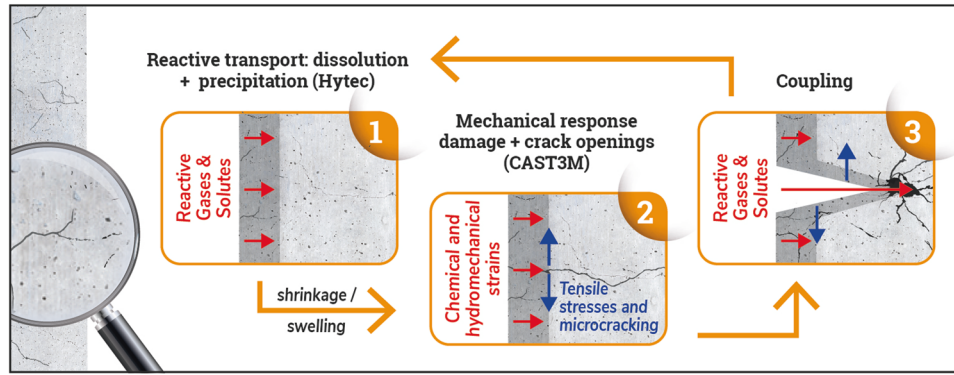 Reactive transport: dissolution
+ precipitation (Hytec)
1
Reactive
Gases &
Solutes
shrinkage /
swelling
Mechanical response
damage + crack openings
(CAST3M)
2
Chemical and
hydromechanical
strains
Tensile
stresses and
microcracking
Coupling
3
Reactive
Gases &
Solutes